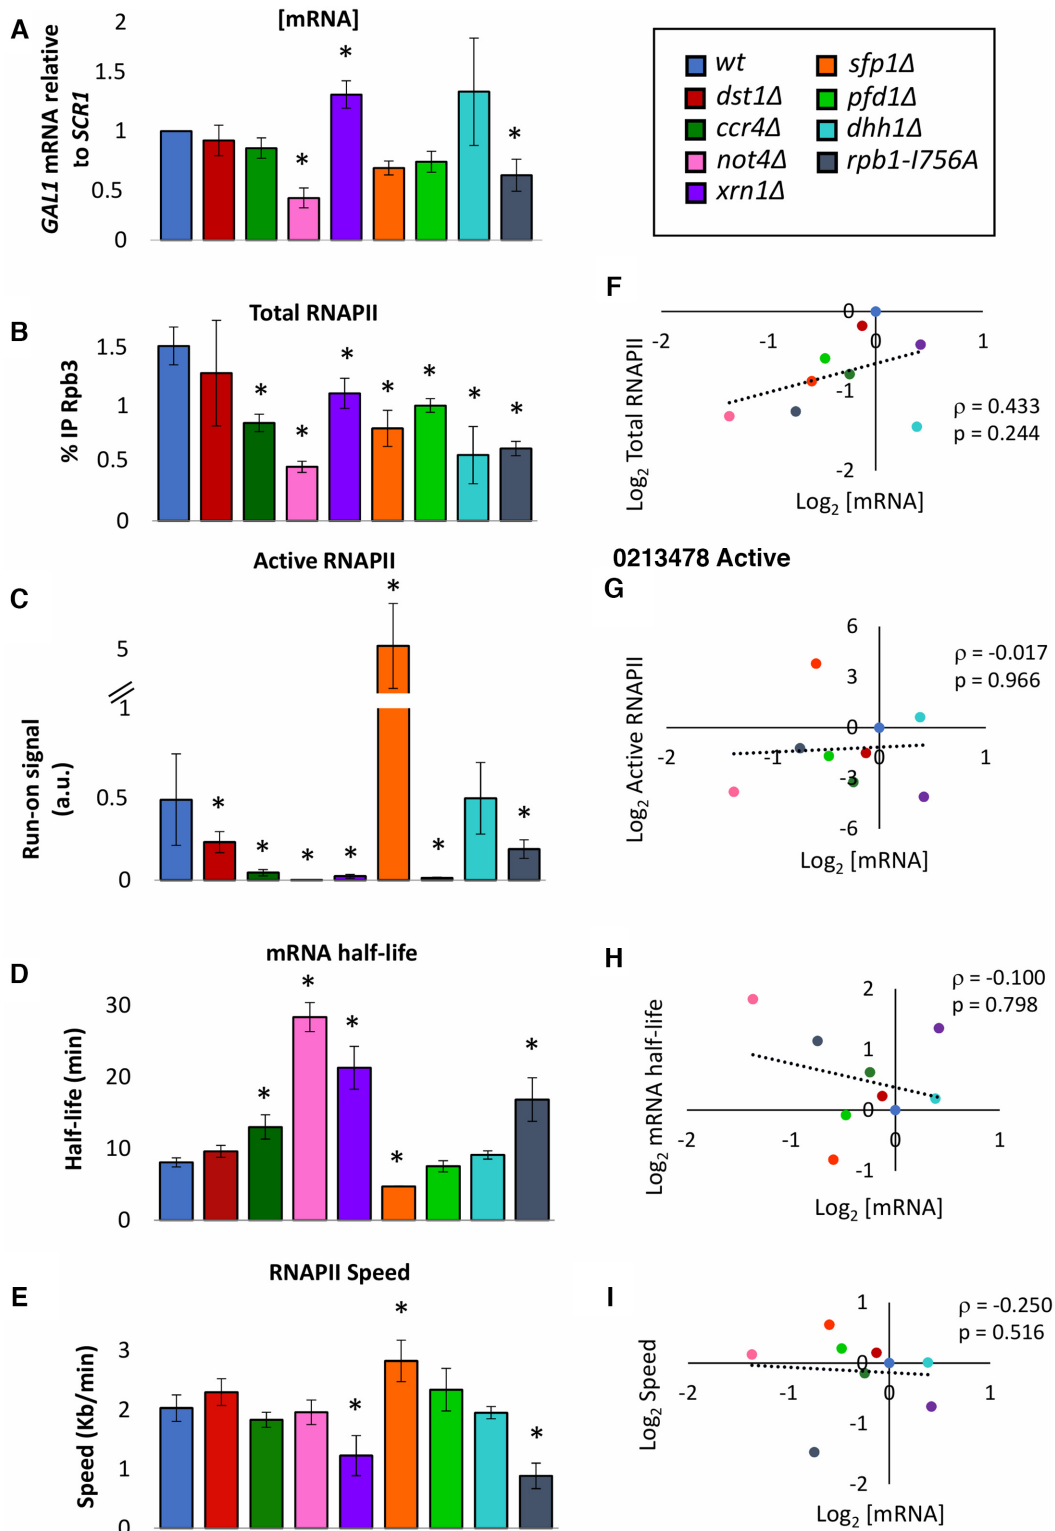 A
[mRNA]
GAL1 mRNA relative
to SCR1
2
1.5
1
0.5
0
*
*
*
wt
dst1Δ
ccr4Δ
not4Δ
xrn1Δ
sfp1Δ
pfd1Δ
dhh1Δ
rpb1-I756A
B
Total RNAPII
% IP Rpb3
1.5
1
0.5
0
*
*
*
*
*
*
*
F
Log2 Total RNAPII
0
-2
-1
0
1
-1
-2
ρ = 0.433
p = 0.244
Log2 [mRNA]
C
Active RNAPII
Run-on signal
(a.u.)
5
1
0.5
0
*
*
*
*
*
*
*
0213478 Active
G
Log2 Active RNAPII
6
3
0
-2
-1
0
1
-3
-6
ρ = -0.017
p = 0.966
Log2 [mRNA]
D
mRNA half-life
Half-life (min)
30
20
10
0
*
*
*
*
*
H
Log2 mRNA half-life
2
1
0
-2
-1
0
1
-1
ρ = -0.100
p = 0.798
Log2 [mRNA]
E
RNAPII Speed
Speed (Kb/min)
3
2
1
0
*
*
*
I
Log2 Speed
1
0
-2
-1
0
1
-1
-2
ρ = -0.250
p = 0.516
Log2 [mRNA]